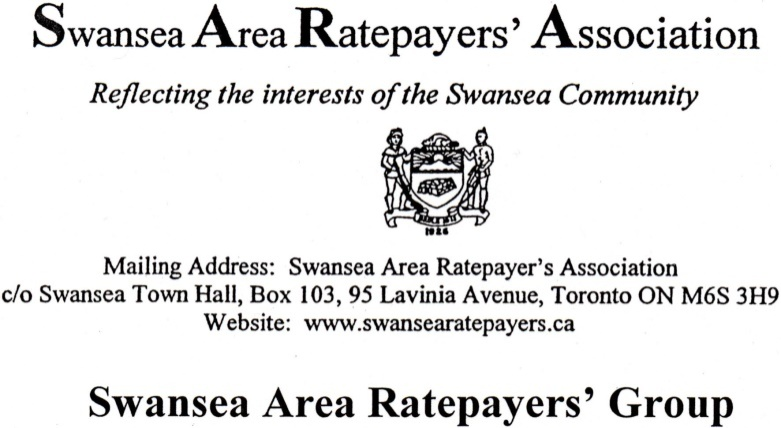 Swansea Area Ratepayers' Association
Reflecting the interests of the Swansea Community
1926
Mailing Address: Swansea Area Ratepayer's Association
c/o Swansea Town Hall, Box 103, 95 Lavinia Avenue, Toronto ON M6S 3H9
Website: www.swansearatepayers.ca
Swansea Area Ratepayers' Group